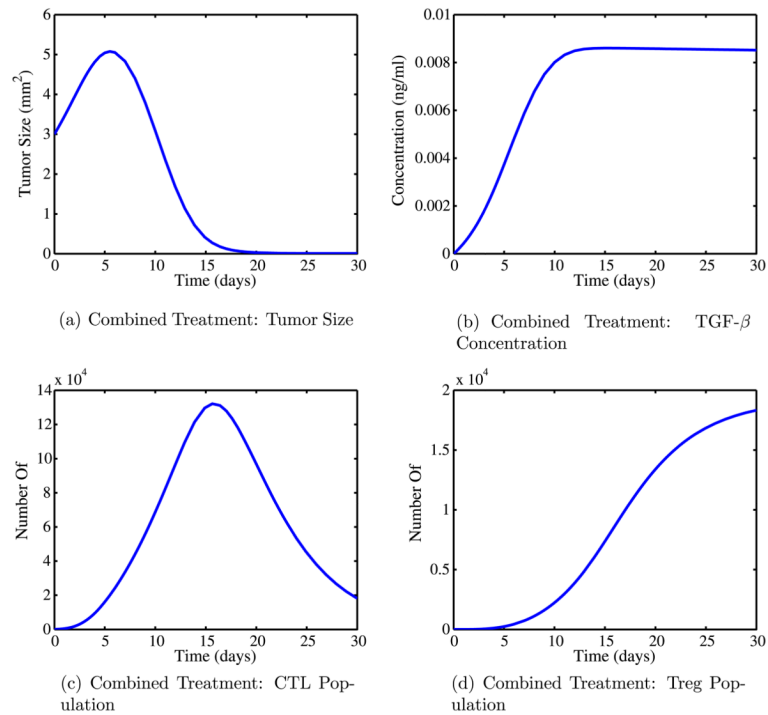 6
5
4
3
2
1
0
Tumor Size (mm²)
0 5 10 15 20 25 30
Time (days)
(a) Combined Treatment: Tumor Size
0.01
0.008
0.006
0.004
0.002
0
Concentration (ng/ml)
0 5 10 15 20 25 30
Time (days)
(b) Combined Treatment: TGF-β
Concentration
x 10⁴
14
12
10
8
6
4
2
0
Number Of
0 5 10 15 20 25 30
Time (days)
(c) Combined Treatment: CTL Pop-
ulation
x 10⁴
2
1.5
1
0.5
0
Number Of
0 5 10 15 20 25 30
Time (days)
(d) Combined Treatment: Treg Pop-
ulation